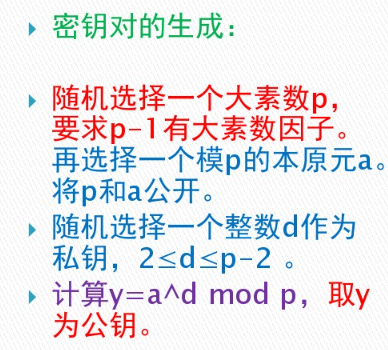 密钥对的生成：
随机选择一个大素数p，
要求p-1有大素数因子。
再选择一个模p的本原元a。
将p和a公开。
随机选择一个整数d作为
私钥，2≤d≤p-2 。
计算y=a^d mod p，取y
为公钥。